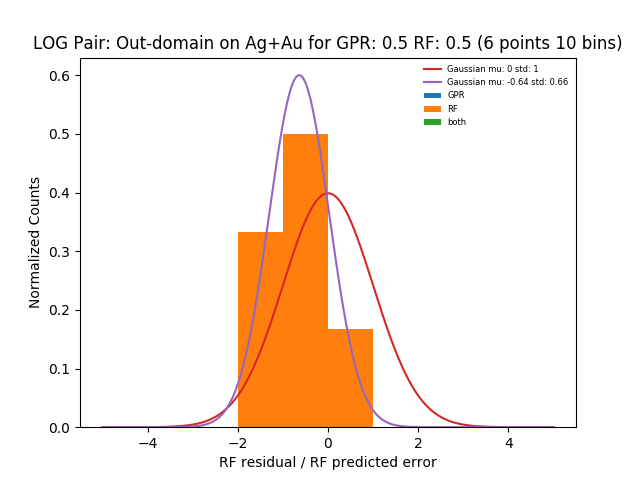 LOG Pair: Out-domain on Ag+Au for GPR: 0.5 RF: 0.5 (6 points 10 bins)
Gaussian mu: 0 std: 1
Gaussian mu: -0.64 std: 0.66
GPR
RF
both
Normalized Counts
0.6
0.5
0.4
0.3
0.2
0.1
0.0
−4 −2 0 2 4
RF residual / RF predicted error